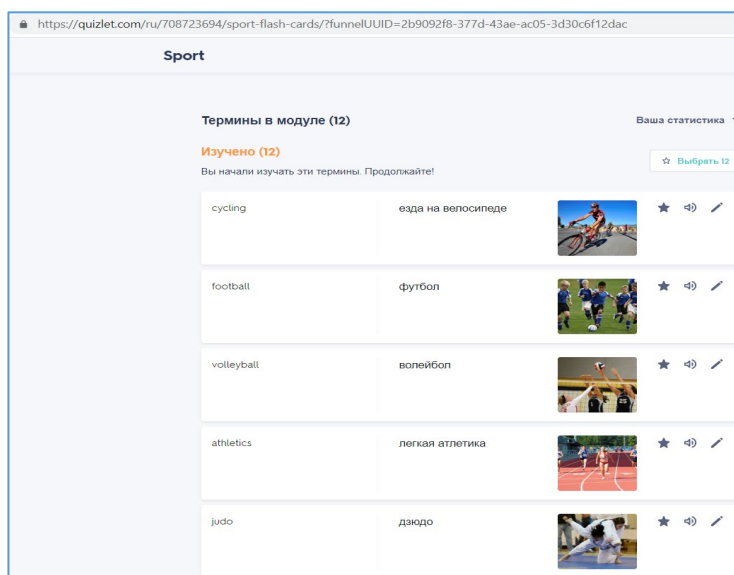 https://quizlet.com/ru/708723694/sport-flash-cards/?funnelUUID=2b9092f8-377d-43ae-ac05-3d30c6f12dac
Sport
Термины в модуле (12)
Ваша статистика
Изучено (12)
Вы начали изучать эти термины. Продолжайте!
Выбрать 12
cycling
езда на велосипеде
football
футбол
volleyball
волейбол
athletics
легкая атлетика
judo
дзюдо